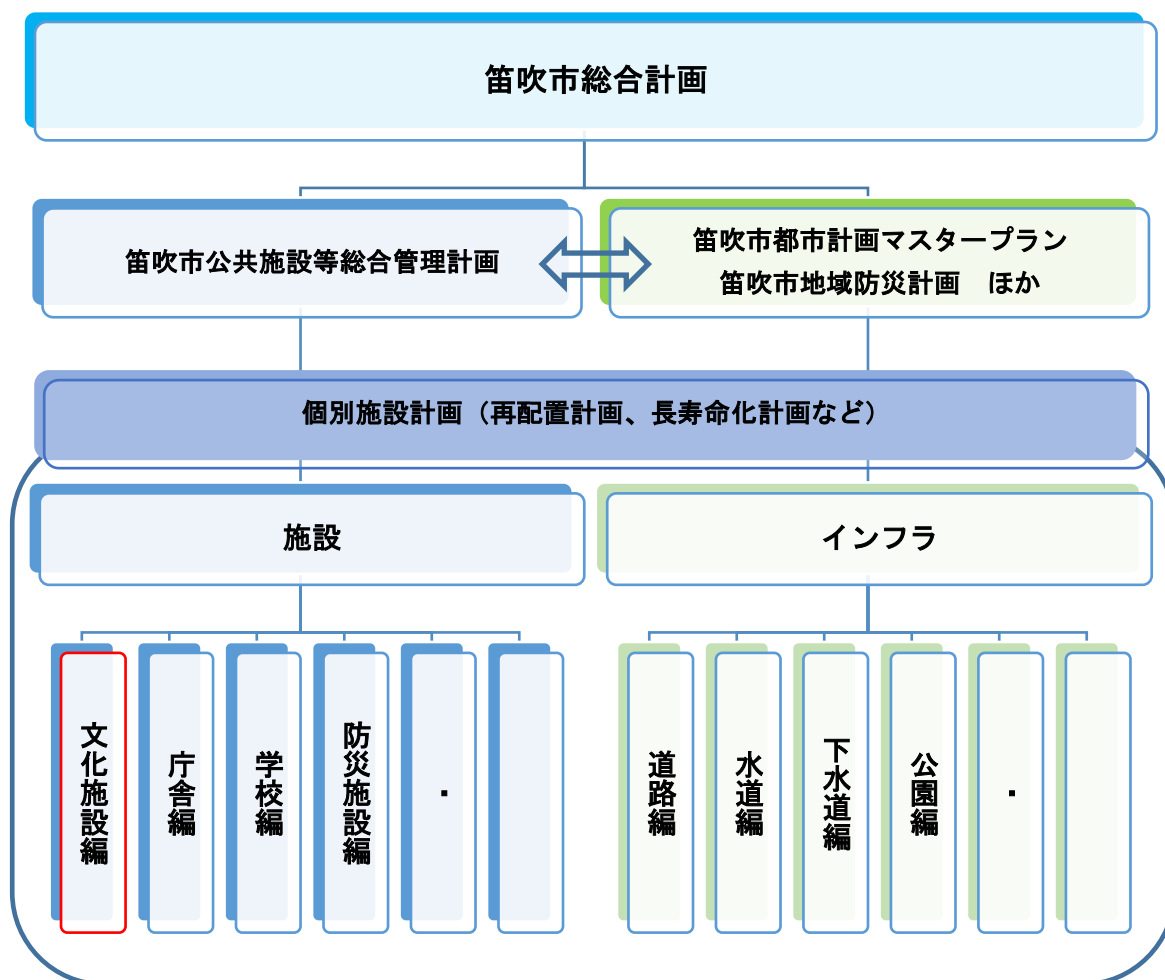 笛吹市総合計画
笛吹市公共施設等総合管理計画
笛吹市都市計画マスタープラン
笛吹市地域防災計画　ほか
個別施設計画（再配置計画、長寿命化計画など）
施設
インフラ
文化施設編
庁舎編
学校編
防災施設編
・
道路編
水道編
下水道編
公園編
・